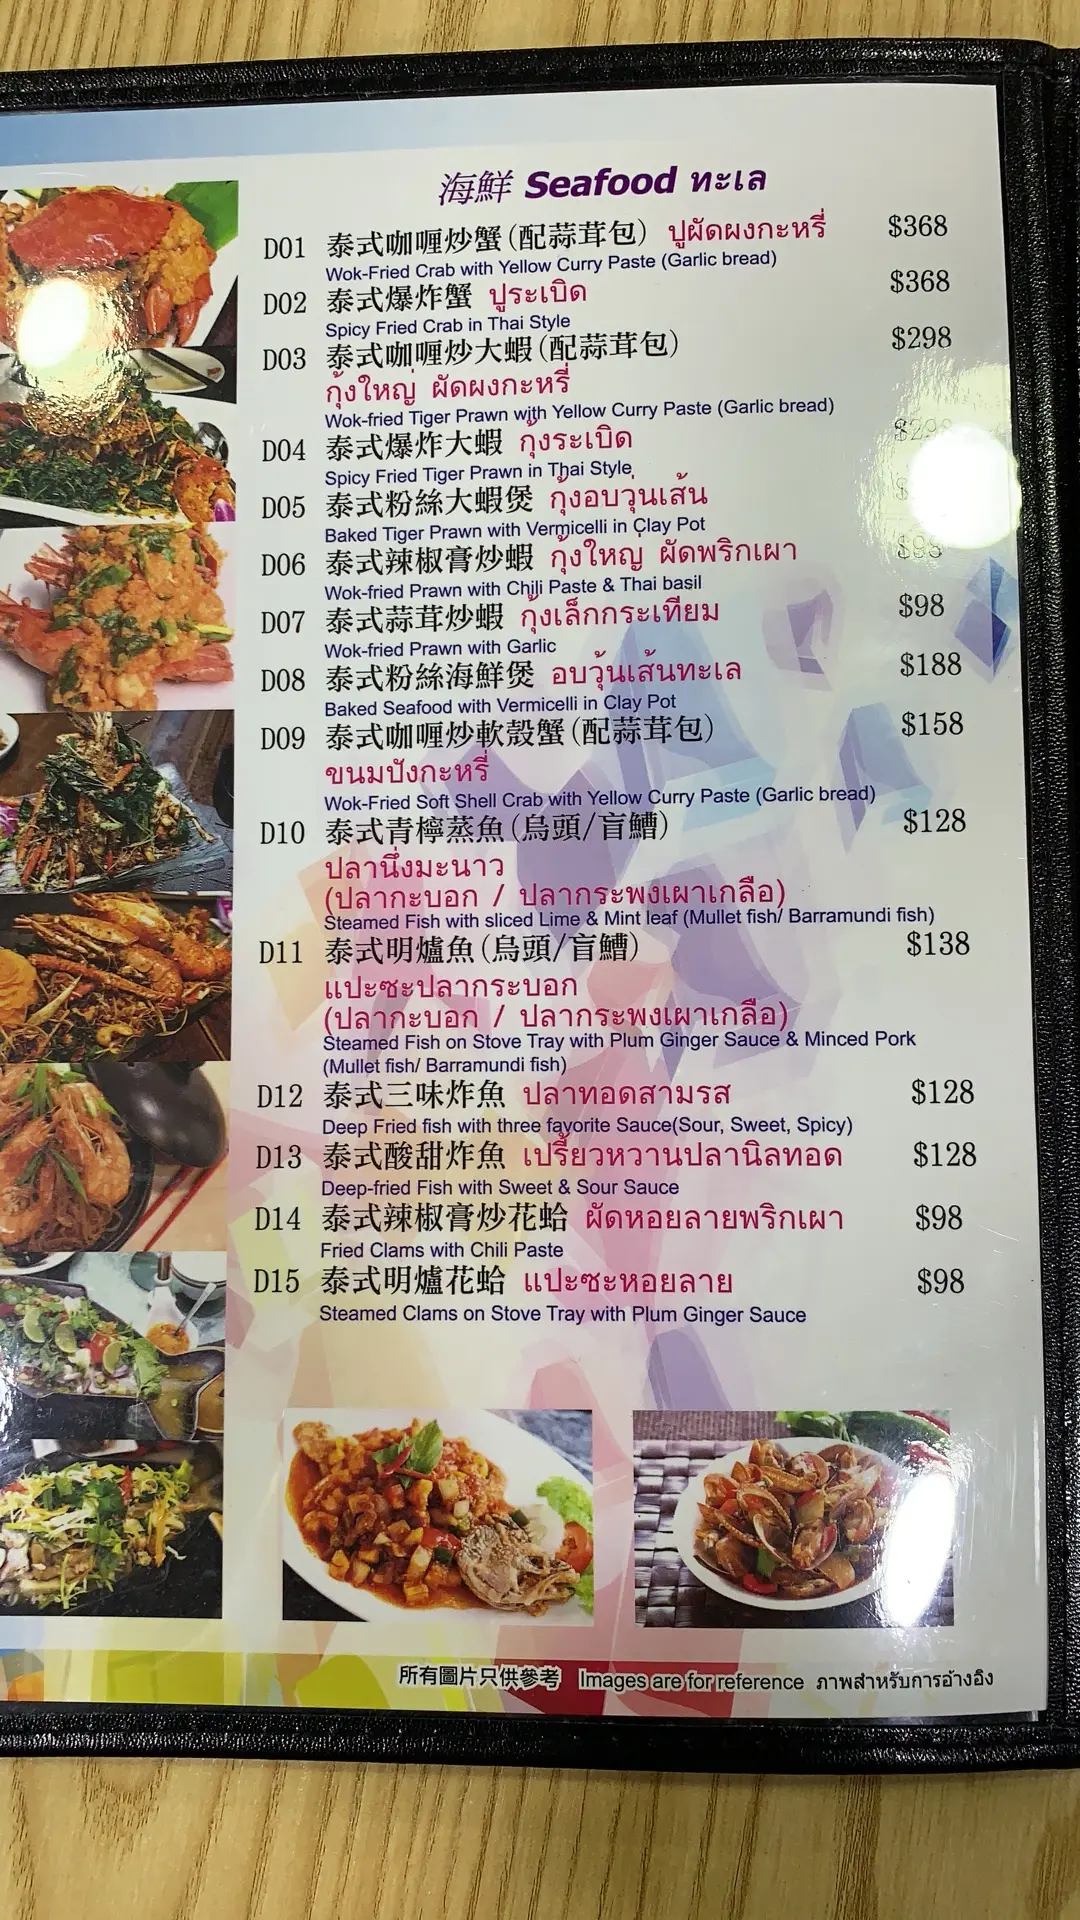 海鮮 Seafood ทะเล
D01 泰式咖喱炒蟹(配蒜茸包) ปูผัดผงกะหรี่ $368
Wok-Fried Crab with Yellow Curry Paste (Garlic bread)
D02 泰式爆炸蟹 ปูระเบิด $368
Spicy Fried Crab in Thai Style
D03 泰式咖喱炒大蝦(配蒜茸包) $298
กุ้งใหญ่ ผัดผงกะหรี่
Wok-fried Tiger Prawn with Yellow Curry Paste (Garlic bread)
D04 泰式爆炸大蝦 กุ้งระเบิด
Spicy Fried Tiger Prawn in Thai Style
D05 泰式粉絲大蝦煲 กุ้งอบวุ่นเส้น
Baked Tiger Prawn with Vermicelli in Clay Pot
D06 泰式辣椒膏炒蝦 กุ้งใหญ่ ผัดพริกเผา $98
Wok-fried Prawn with Chili Paste & Thai basil
D07 泰式蒜茸炒蝦 กุ้งเล็กกระเทียม $98
Wok-fried Prawn with Garlic
D08 泰式粉絲海鮮煲 อบวุ้นเส้นทะเล $188
Baked Seafood with Vermicelli in Clay Pot
D09 泰式咖喱炒軟殼蟹(配蒜茸包) $158
ขนมปังกะหรี่
Wok-Fried Soft Shell Crab with Yellow Curry Paste (Garlic bread)
D10 泰式青檸蒸魚(烏頭/盲鰽) $128
ปลานึ่งมะนาว
(ปลากะบอก / ปลากระพงเผาเกลือ)
Steamed Fish with sliced Lime & Mint leaf (Mullet fish/ Barramundi fish)
D11 泰式明爐魚(烏頭/盲鰽) $138
แปะซะปลากระบอก
(ปลากะบอก / ปลากระพงเผาเกลือ)
Steamed Fish on Stove Tray with Plum Ginger Sauce & Minced Pork
(Mullet fish/ Barramundi fish)
D12 泰式三味炸魚 ปลาทอดสามรส $128
Deep Fried fish with three favorite Sauce(Sour, Sweet, Spicy)
D13 泰式酸甜炸魚 เปรี้ยวหวานปลานิลทอด $128
Deep-fried Fish with Sweet & Sour Sauce
D14 泰式辣椒膏炒花蛤 ผัดหอยลายพริกเผา $98
Fried Clams with Chili Paste
D15 泰式明爐花蛤 แปะซะหอยลาย $98
Steamed Clams on Stove Tray with Plum Ginger Sauce
所有圖片只供參考 Images are for reference ภาพสำหรับการอ้างอิง